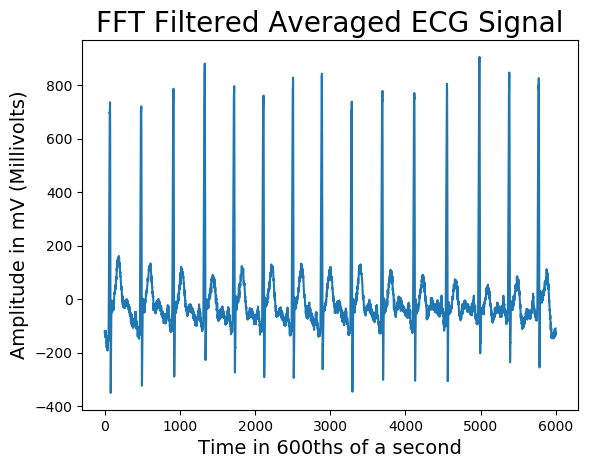 FFT Filtered Averaged ECG Signal
Amplitude in mV (Millivolts)
800
600
400
200
0
−200
−400
0 1000 2000 3000 4000 5000 6000
Time in 600ths of a second